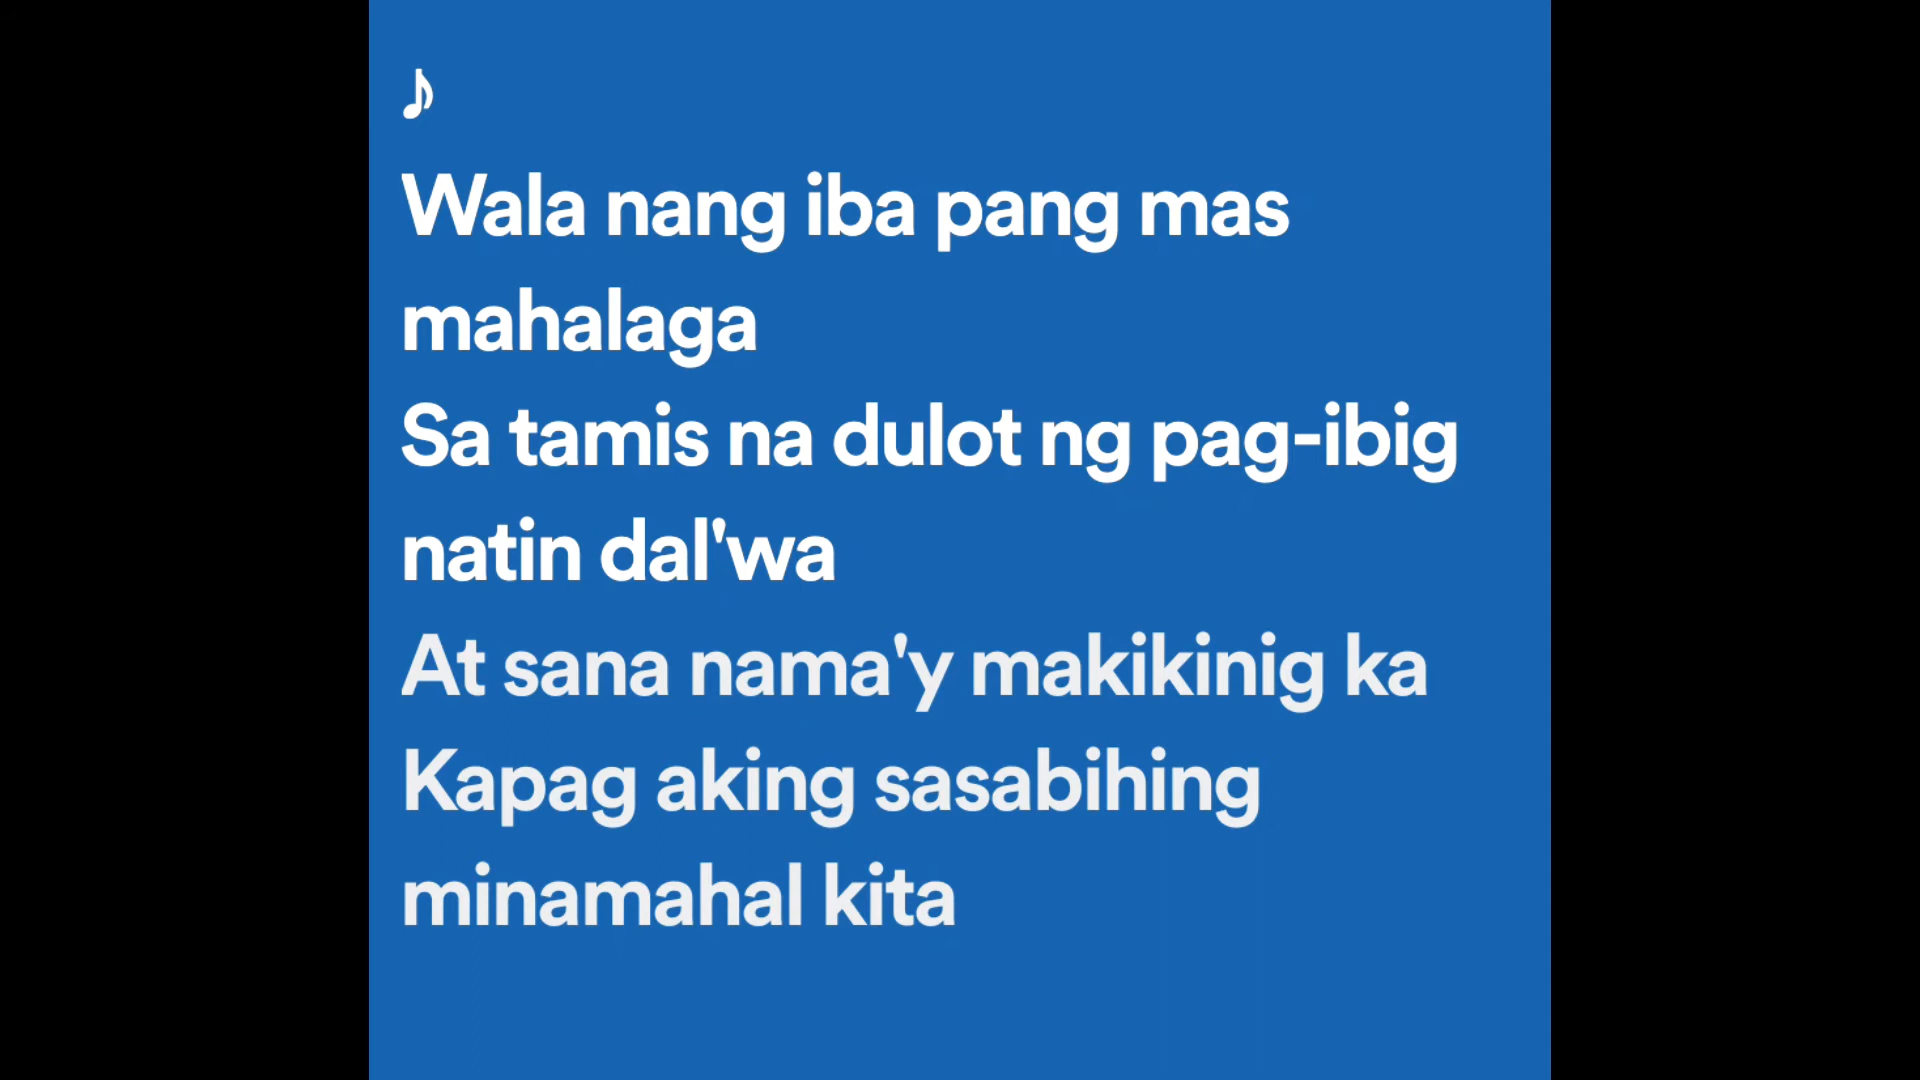 ♪
Wala nang iba pang mas
mahalaga
Sa tamis na dulot ng pag-ibig
natin dal'wa
At sana nama'y makikinig ka
Kapag aking sasabihing
minamahal kita